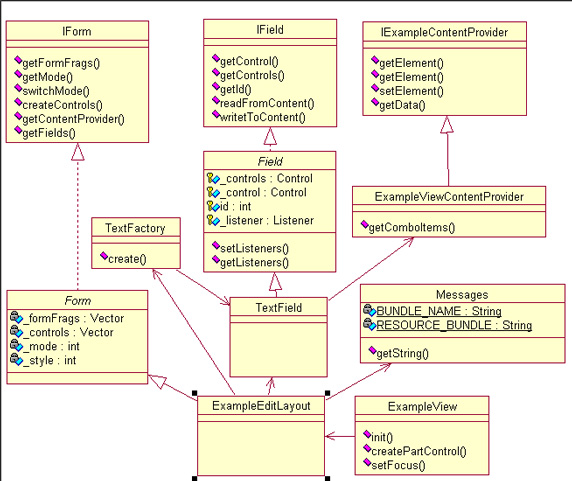 IForm
getFormFrags()
getMode()
switchMode()
createControls()
getContentProvider()
getFields()
IField
getControl()
getControls()
getId()
readFromContent()
writetToContent()
IExampleContentProvider
getElement()
getElement()
setElement()
getData()
Field
_controls : Control
_control : Control
id : int
_listener : Listener
setListeners()
getListeners()
ExampleViewContentProvider
getComboItems()
TextFactory
create()
Form
_formFrags : Vector
_controls : Vector
_mode : int
_style : int
TextField
Messages
BUNDLE_NAME : String
RESOURCE_BUNDLE : String
getString()
ExampleEditLayout
ExampleView
init()
createPartControl()
setFocus()